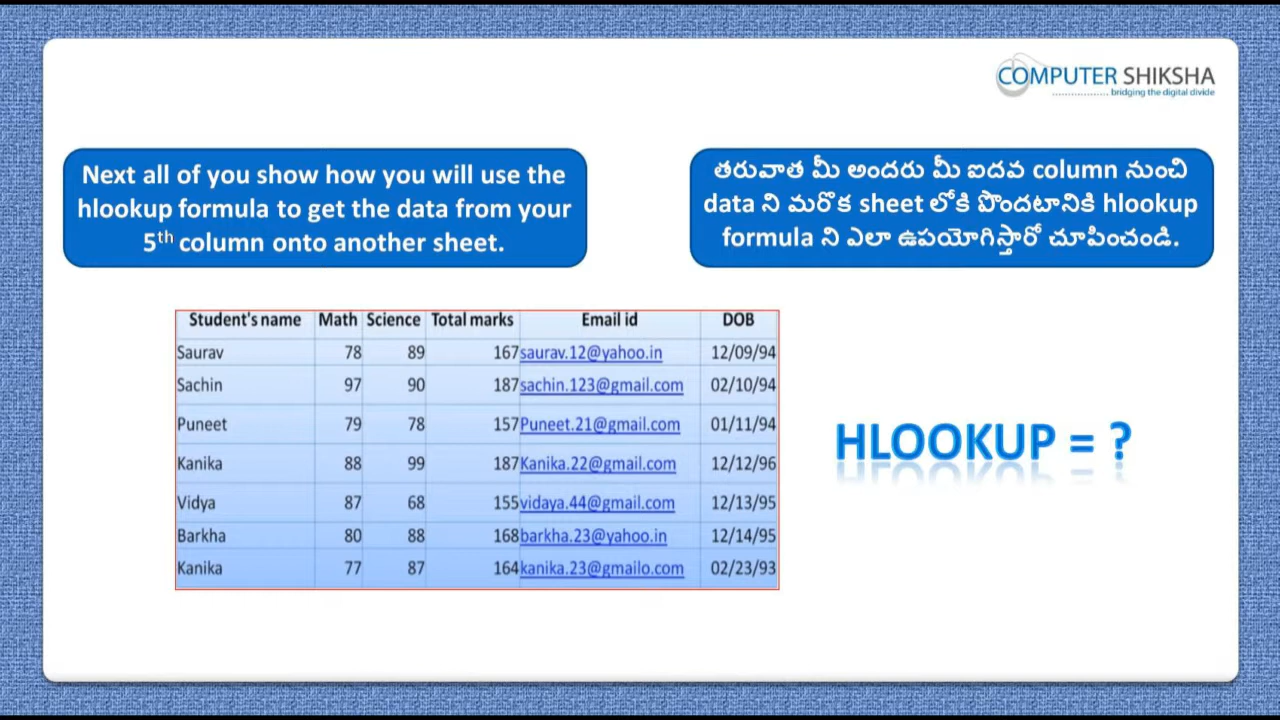 COMPUTER SHIKSHA
.................. bridging the digital divide
Next all of you show how you will use the
hlookup formula to get the data from your
5th column onto another sheet.
తరువాత మీ అందరు మీ ఐదవ column నుంచి
data ని మరొక sheet లోకి పొందటానికి hlookup
formula ని ఎలా ఉపయోగిస్తారో చూపించండి.
Student's name Math Science Total marks Email id DOB
Saurav 78 89 167 saurav.12@yahoo.in 12/09/94
Sachin 97 90 187 sachin.123@gmail.com 02/10/94
Puneet 79 78 157 Puneet.21@gmail.com 01/11/94
Kanika 88 99 187 Kanika.22@gmail.com 12/12/96
Vidya 87 68 155 vidaya.44@gmail.com 12/13/95
Barkha 80 88 168 barkha.23@yahoo.in 12/14/95
Kanika 77 87 164 kanika.23@gmailo.com 02/23/93
HLOOKUP = ?